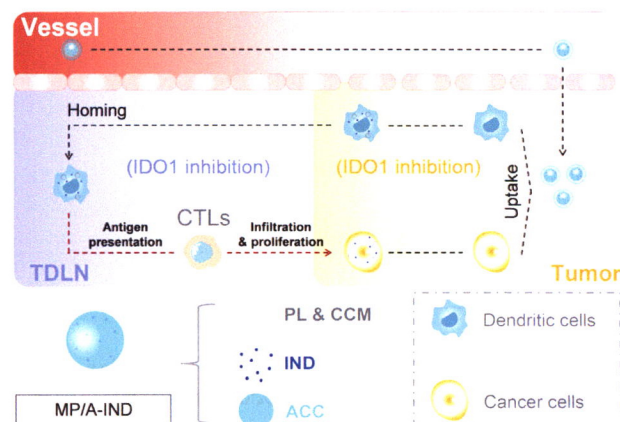 Vessel
Homing
(IDO1 inhibition)
(IDO1 inhibition)
Uptake
CTLs
Antigen
presentation
Infiltration
& proliferation
TDLN
Tumor
PL & CCM
IND
ACC
MP/A-IND
Dendritic cells
Cancer cells